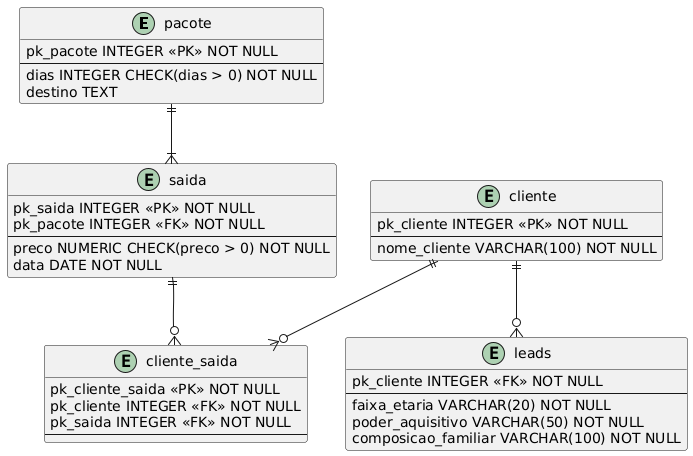 E pacote
pk_pacote INTEGER «PK» NOT NULL
dias INTEGER CHECK(dias > 0) NOT NULL
destino TEXT
E saida
pk_saida INTEGER «PK» NOT NULL
pk_pacote INTEGER «FK» NOT NULL
preco NUMERIC CHECK(preco > 0) NOT NULL
data DATE NOT NULL
E cliente
pk_cliente INTEGER «PK» NOT NULL
nome_cliente VARCHAR(100) NOT NULL
E cliente_saida
pk_cliente_saida «PK» NOT NULL
pk_cliente INTEGER «FK» NOT NULL
pk_saida INTEGER «FK» NOT NULL
E leads
pk_cliente INTEGER «FK» NOT NULL
faixa_etaria VARCHAR(20) NOT NULL
poder_aquisitivo VARCHAR(50) NOT NULL
composicao_familiar VARCHAR(100) NOT NULL